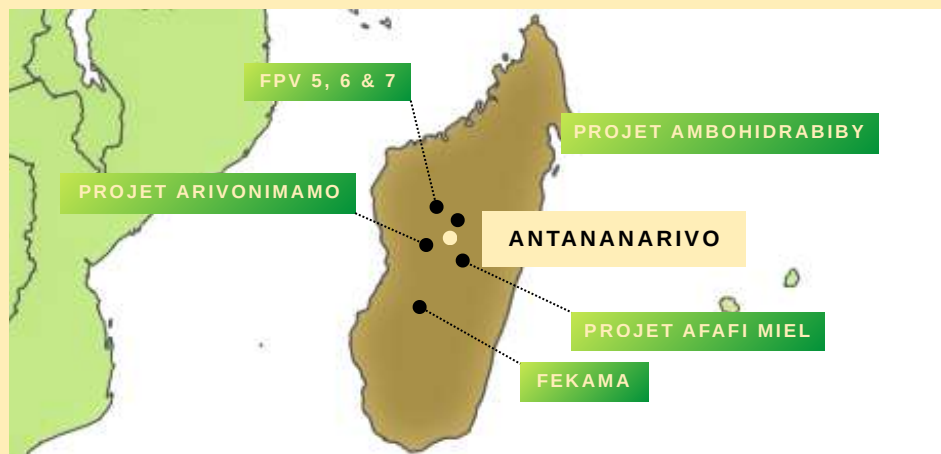 FPV 5, 6 & 7
PROJET AMBOHIDRABIBY
PROJET ARIVONIMAMO
ANTANANARIVO
PROJET AFAFI MIEL
FEKAMA